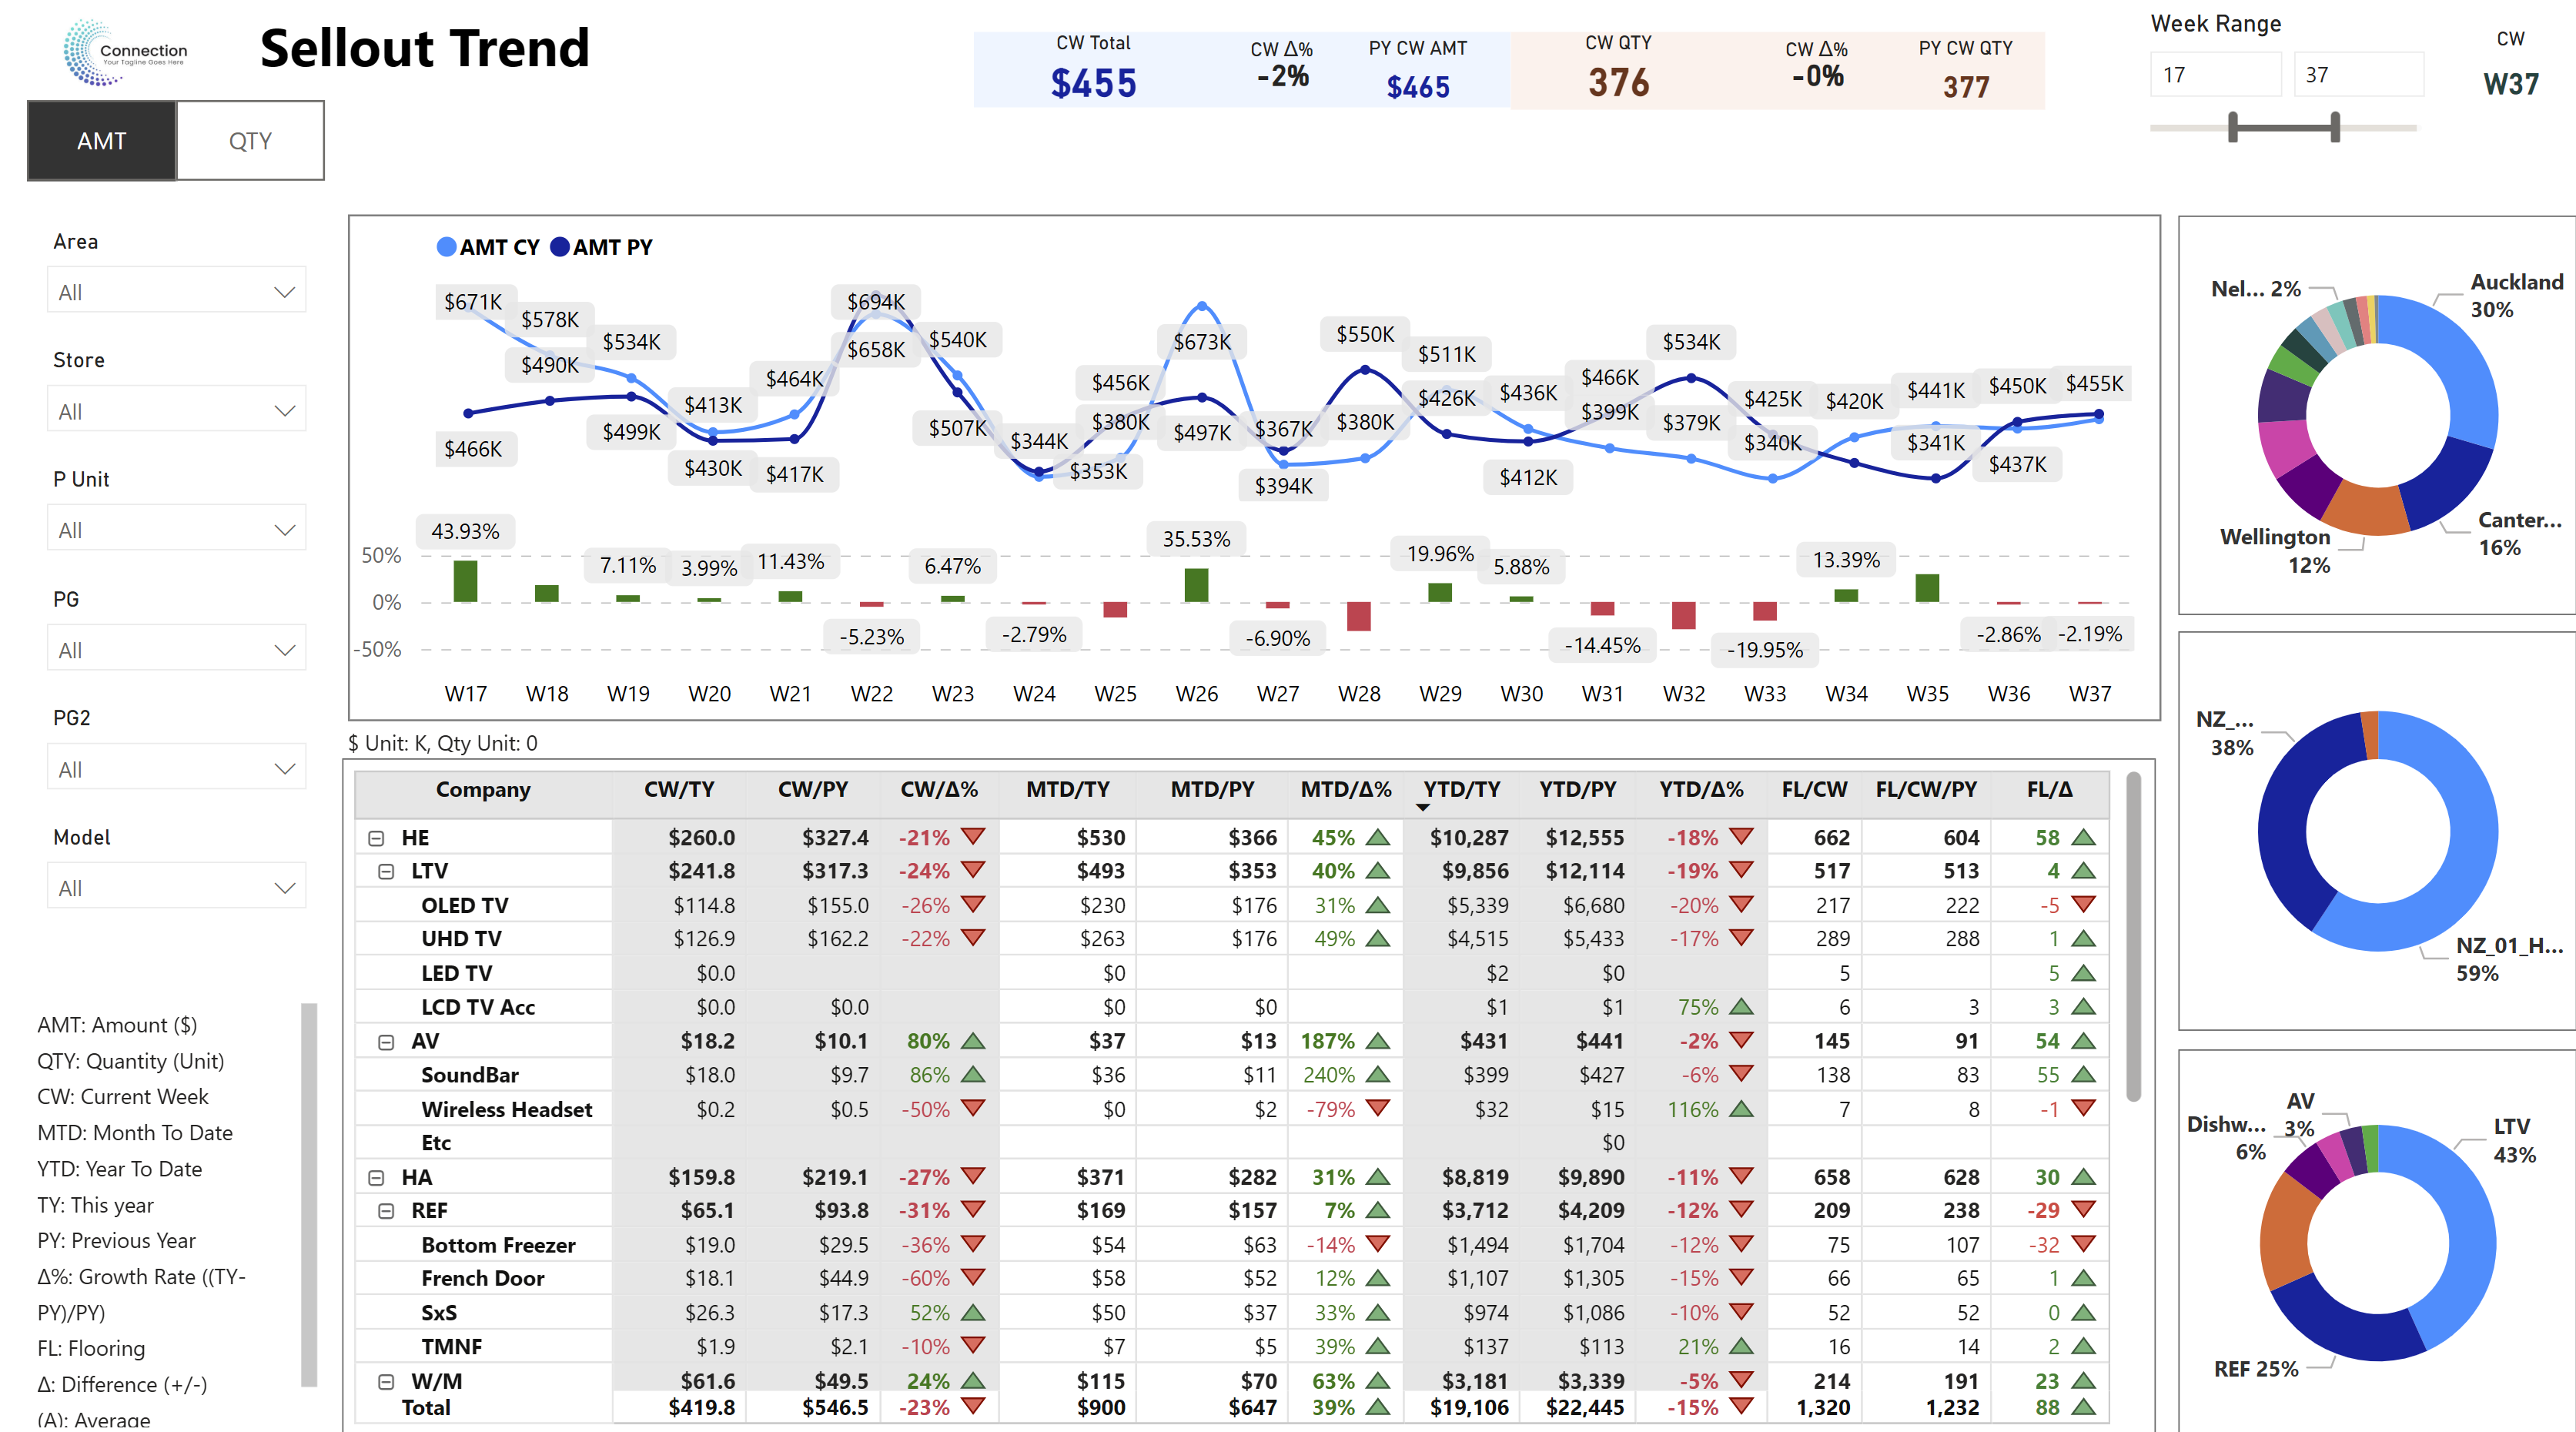 Connection
Your Tagline Goes Here
Sellout Trend
CW Total
$455
CW Δ%
-2%
PY CW AMT
$465
CW QTY
376
CW Δ%
-0%
PY CW QTY
377
Week Range
17 37
CW
W37
AMT QTY
Area
All
Store
All
P Unit
All
PG
All
PG2
All
Model
All
AMT: Amount ($)
QTY: Quantity (Unit)
CW: Current Week
MTD: Month To Date
YTD: Year To Date
TY: This year
PY: Previous Year
Δ%: Growth Rate ((TY-
PY)/PY)
FL: Flooring
Δ: Difference (+/-)
(A): Average
AMT CY AMT PY
$671K $578K $534K $413K $464K $694K $540K $344K $456K $673K $367K $550K $511K $436K $466K $534K $425K $420K $441K $450K $455K
$466K $490K $499K $430K $417K $658K $507K $353K $380K $497K $394K $380K $426K $412K $399K $379K $340K $341K $437K
50%
0%
-50%
43.93% 7.11% 3.99% 11.43% -5.23% 6.47% -2.79% 35.53% -6.90% 19.96% 5.88% -14.45% -19.95% 13.39% -2.86% -2.19%
W17 W18 W19 W20 W21 W22 W23 W24 W25 W26 W27 W28 W29 W30 W31 W32 W33 W34 W35 W36 W37
$ Unit: K, Qty Unit: 0
Company CW/TY CW/PY CW/Δ% MTD/TY MTD/PY MTD/Δ% YTD/TY YTD/PY YTD/Δ% FL/CW FL/CW/PY FL/Δ
HE $260.0 $327.4 -21% $530 $366 45% $10,287 $12,555 -18% 662 604 58
LTV $241.8 $317.3 -24% $493 $353 40% $9,856 $12,114 -19% 517 513 4
OLED TV $114.8 $155.0 -26% $230 $176 31% $5,339 $6,680 -20% 217 222 -5
UHD TV $126.9 $162.2 -22% $263 $176 49% $4,515 $5,433 -17% 289 288 1
LED TV $0.0 $0 $2 $0 5 5
LCD TV Acc $0.0 $0.0 $0 $0 $1 $1 75% 6 3 3
AV $18.2 $10.1 80% $37 $13 187% $431 $441 -2% 145 91 54
SoundBar $18.0 $9.7 86% $36 $11 240% $399 $427 -6% 138 83 55
Wireless Headset $0.2 $0.5 -50% $0 $2 -79% $32 $15 116% 7 8 -1
Etc $0
HA $159.8 $219.1 -27% $371 $282 31% $8,819 $9,890 -11% 658 628 30
REF $65.1 $93.8 -31% $169 $157 7% $3,712 $4,209 -12% 209 238 -29
Bottom Freezer $19.0 $29.5 -36% $54 $63 -14% $1,494 $1,704 -12% 75 107 -32
French Door $18.1 $44.9 -60% $58 $52 12% $1,107 $1,305 -15% 66 65 1
SxS $26.3 $17.3 52% $50 $37 33% $974 $1,086 -10% 52 52 0
TMNF $1.9 $2.1 -10% $7 $5 39% $137 $113 21% 16 14 2
W/M $61.6 $49.5 24% $115 $70 63% $3,181 $3,339 -5% 214 191 23
Total $419.8 $546.5 -23% $900 $647 39% $19,106 $22,445 -15% 1,320 1,232 88
Nel... 2%
Auckland
30%
Canter...
16%
Wellington
12%
NZ_...
38%
NZ_01_H...
59%
AV
3%
Dishw...
6%
LTV
43%
REF 25%